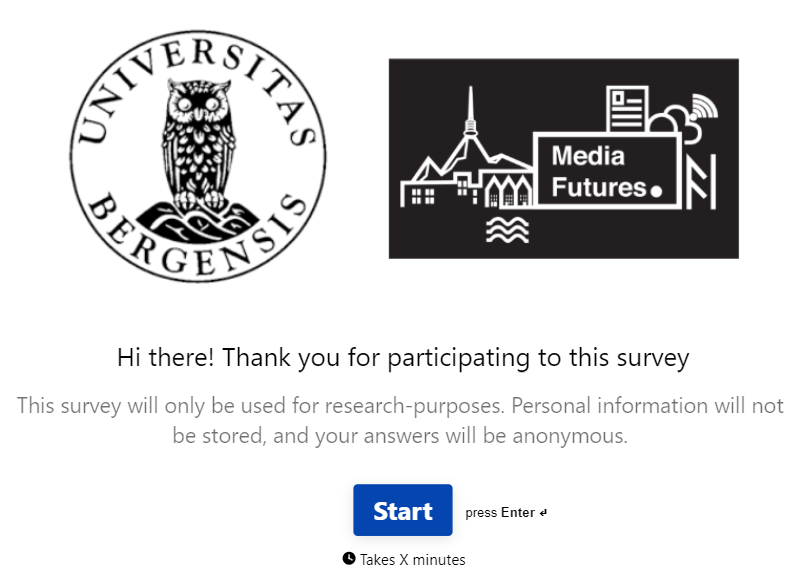 UNIVERSITAS
BERGENSIS
Media
Futures.
Hi there! Thank you for participating to this survey
This survey will only be used for research-purposes. Personal information will not
be stored, and your answers will be anonymous.
Start
press Enter ↵
Takes X minutes